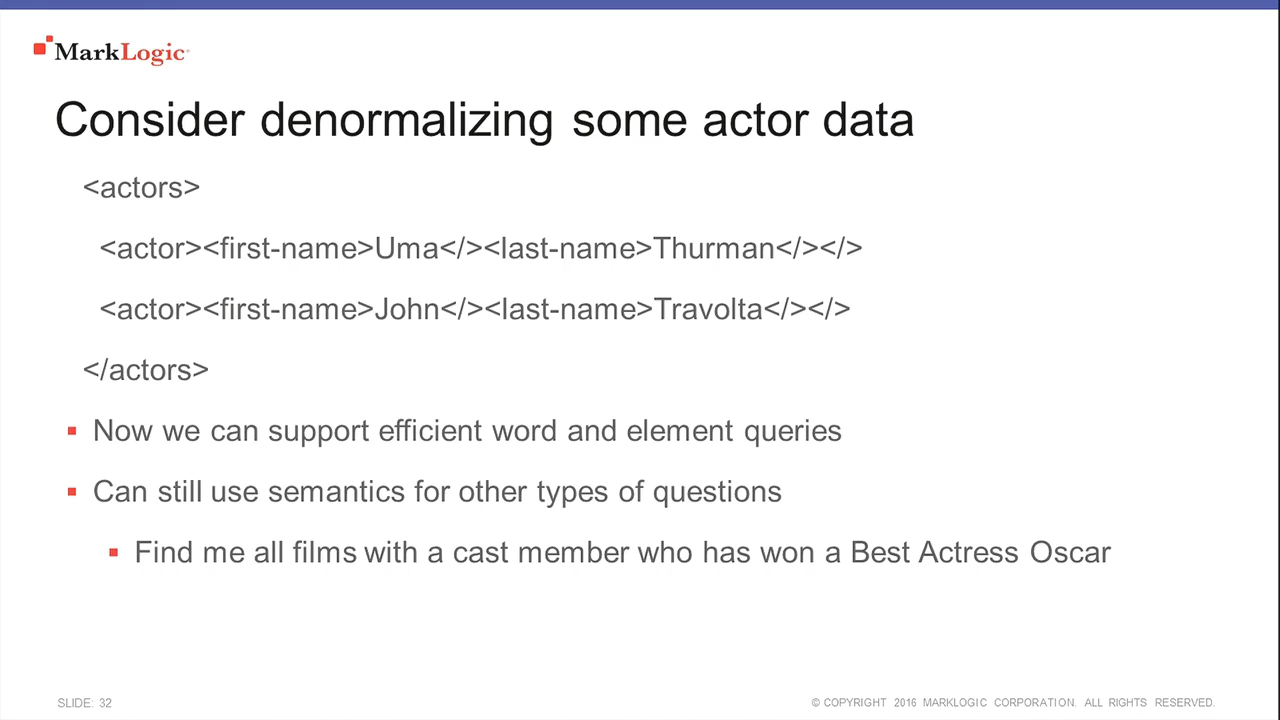 MarkLogic
Consider denormalizing some actor data
<actors>
<actor><first-name>Uma</><last-name>Thurman</></>
<actor><first-name>John</><last-name>Travolta</></>
</actors>
Now we can support efficient word and element queries
Can still use semantics for other types of questions
Find me all films with a cast member who has won a Best Actress Oscar
SLIDE: 32
© COPYRIGHT 2016 MARKLOGIC CORPORATION. ALL RIGHTS RESERVED.